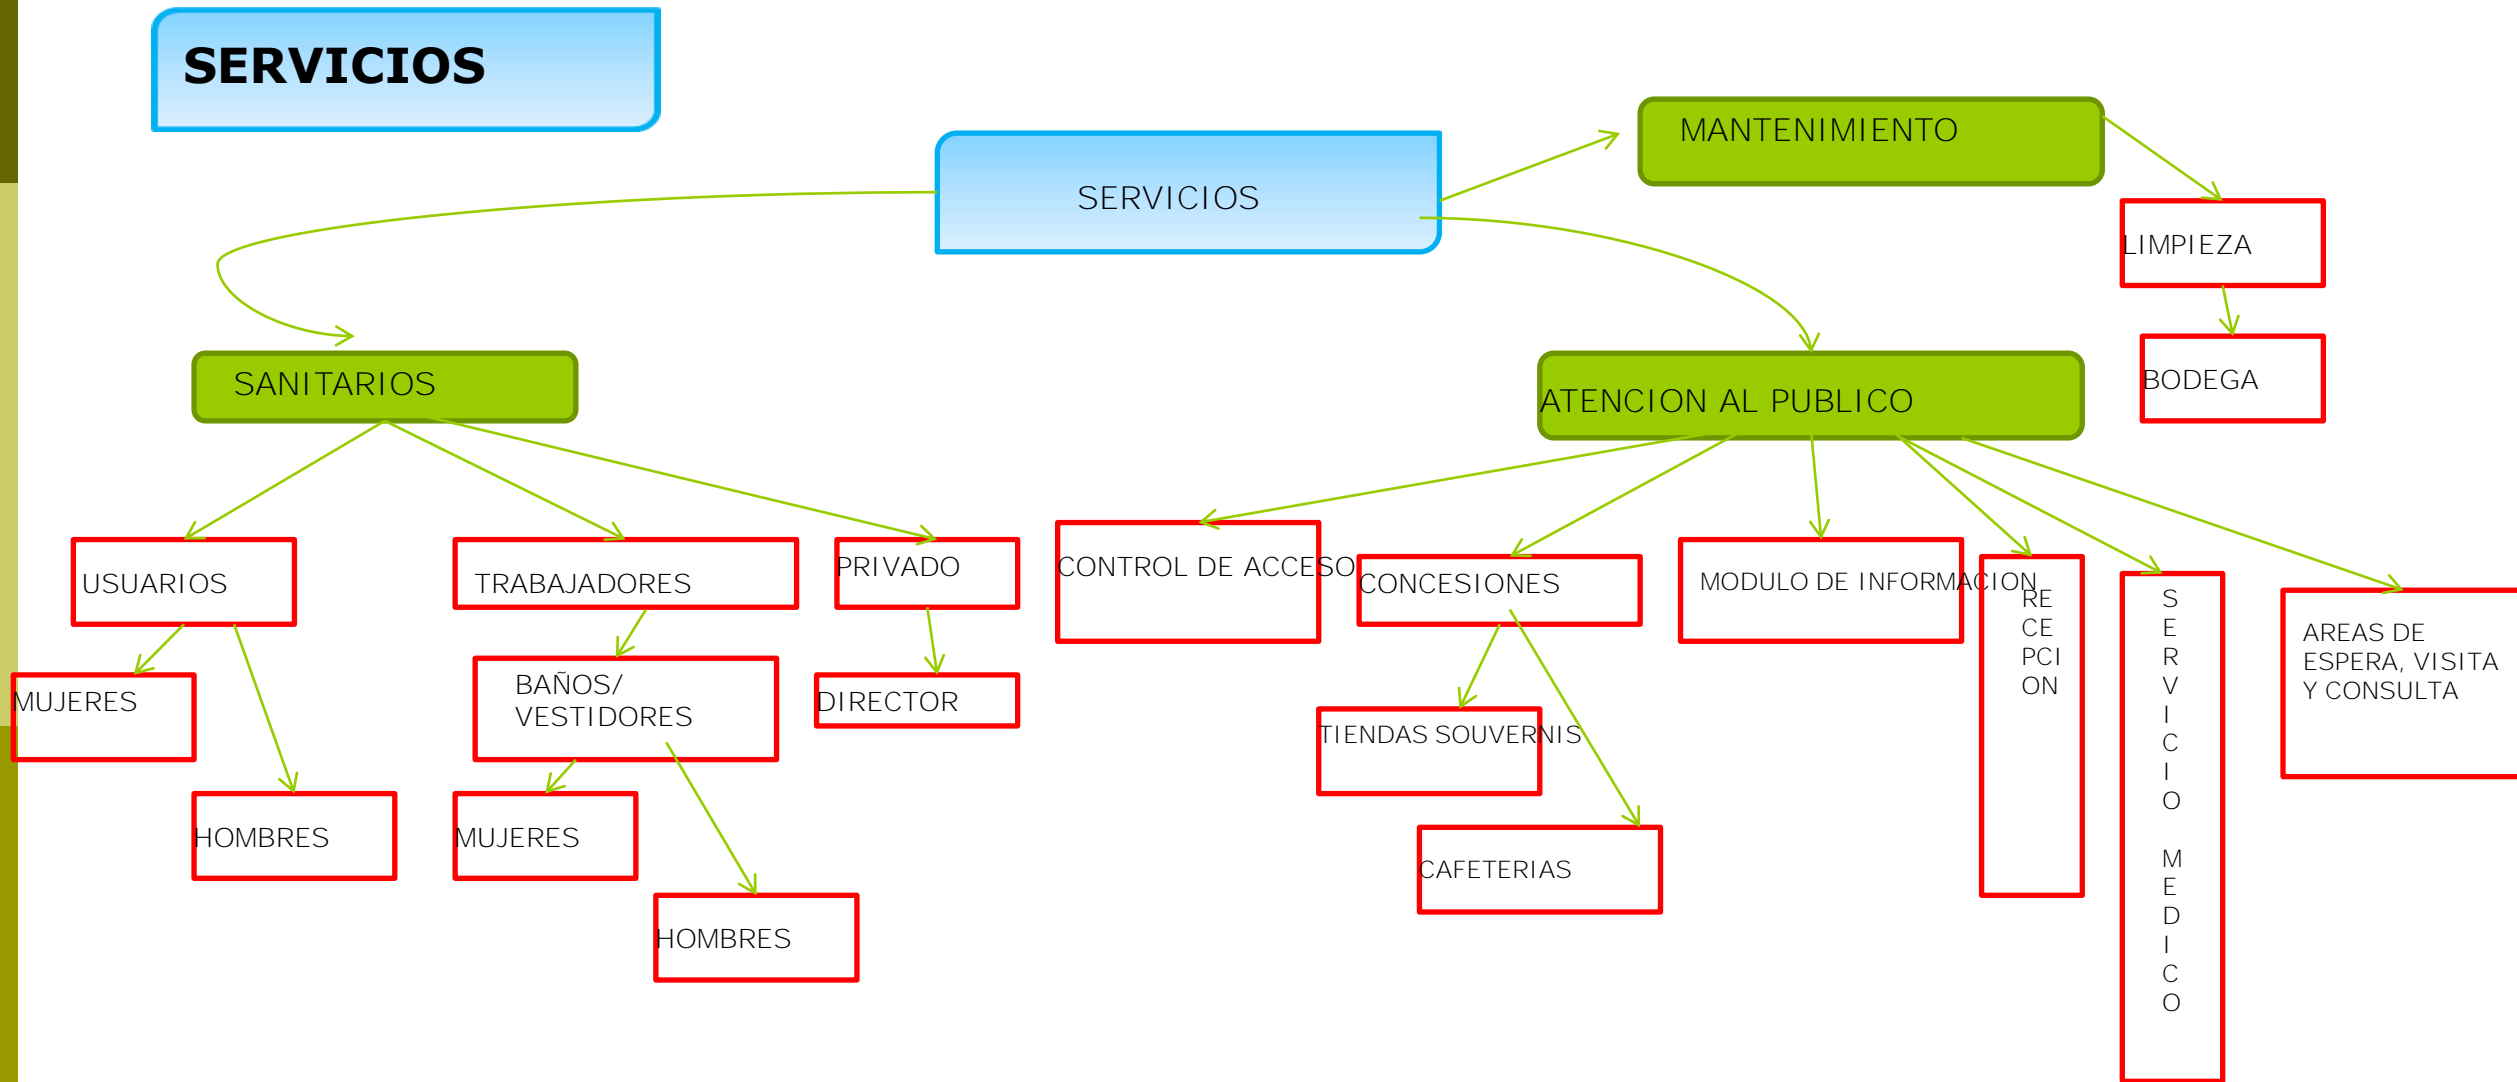 SERVICIOS
SERVICIOS
MANTENIMIENTO
LIMPIEZA
BODEGA
SANITARIOS
ATENCION AL PUBLICO
USUARIOS
TRABAJADORES
PRIVADO
CONTROL DE ACCESO
CONCESIONES
MODULO DE INFORMACION
RE
CE
PCI
ON
S
E
R
V
I
C
I
O
M
E
D
I
C
O
AREAS DE
ESPERA, VISITA
Y CONSULTA
MUJERES
BAÑOS/
VESTIDORES
DIRECTOR
TIENDAS SOUVERNIS
HOMBRES
MUJERES
CAFETERIAS
HOMBRES